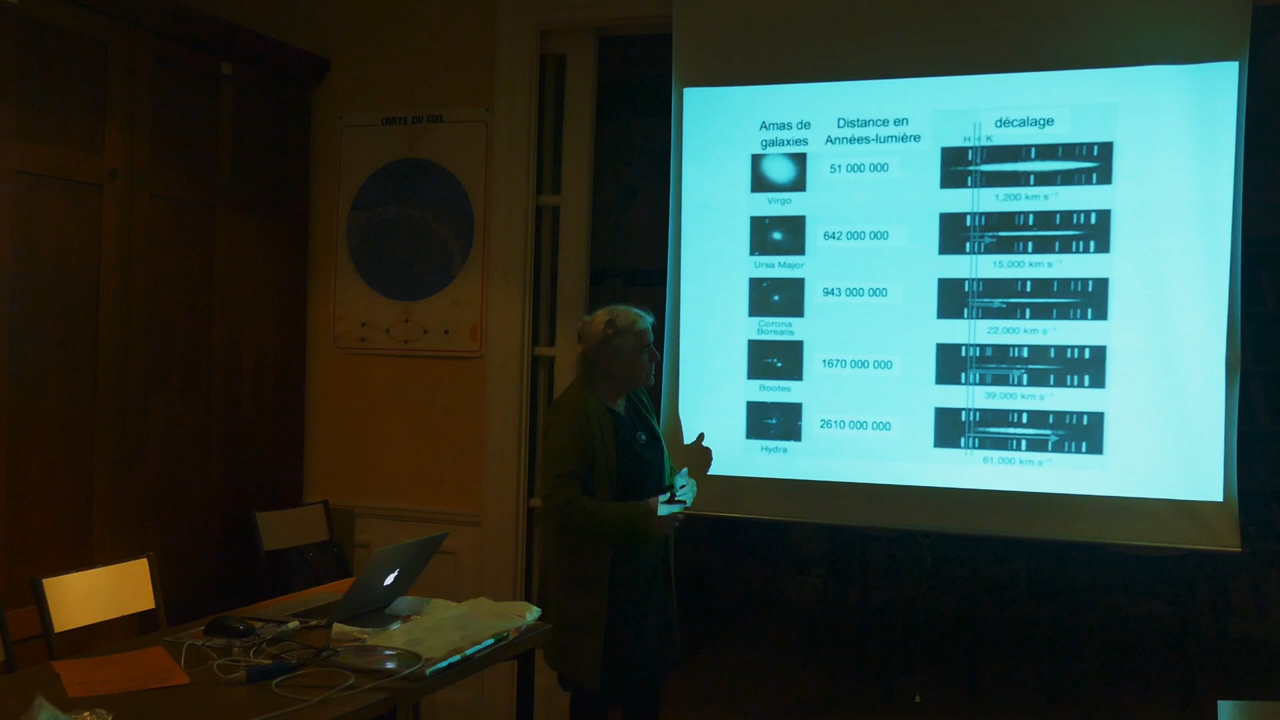 CARTE DU CIEL
Amas de
galaxies
Distance en
Années-lumière
décalage
H + K
Virgo
51 000 000
1,200 km s⁻¹
Ursa Major
642 000 000
15,000 km s⁻¹
Corona
Borealis
943 000 000
22,000 km s⁻¹
Bootes
1670 000 000
39,000 km s⁻¹
Hydra
2610 000 000
61,000 km s⁻¹